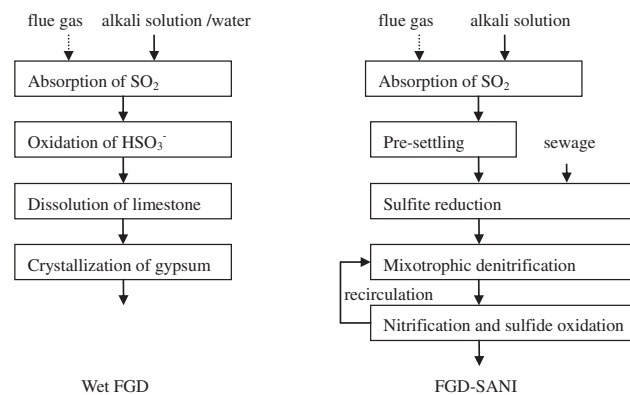 flue gas
alkali solution /water
Absorption of SO₂
Oxidation of HSO₃⁻
Dissolution of limestone
Crystallization of gypsum
Wet FGD
flue gas
alkali solution
Absorption of SO₂
Pre-settling
sewage
Sulfite reduction
Mixotrophic denitrification
recirculation
Nitrification and sulfide oxidation
FGD-SANI